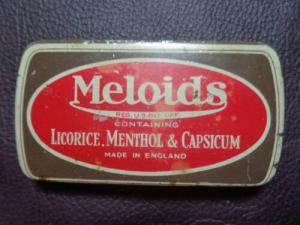 Meloids
REG. U.S. PAT. OFF.
CONTAINING
LICORICE, MENTHOL & CAPSICUM
MADE IN ENGLAND